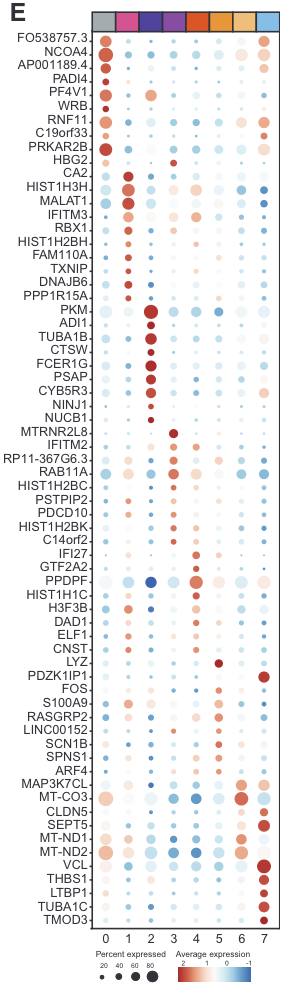 E
FO538757.3
NCOA4
AP001189.4
PADI4
PF4V1
WRB
RNF11
C19orf33
PRKAR2B
HBG2
CA2
HIST1H3H
MALAT1
IFITM3
RBX1
HIST1H2BH
FAM110A
TXNIP
DNAJB6
PPP1R15A
PKM
ADI1
TUBA1B
CTSW
FCER1G
PSAP
CYB5R3
NINJ1
NUCB1
MTRNR2L8
IFITM2
RP11-367G6.3
RAB11A
HIST1H2BC
PSTPIP2
PDCD10
HIST1H2BK
C14orf2
IFI27
GTF2A2
PPDPF
HIST1H1C
H3F3B
DAD1
ELF1
CNST
LYZ
PDZK1IP1
FOS
S100A9
RASGRP2
LINC00152
SCN1B
SPNS1
ARF4
MAP3K7CL
MT-CO3
CLDN5
SEPT5
MT-ND1
MT-ND2
VCL
THBS1
LTBP1
TUBA1C
TMOD3
0 1 2 3 4 5 6 7
Percent expressed Average expression
20 40 60 80 2 1 0 -1